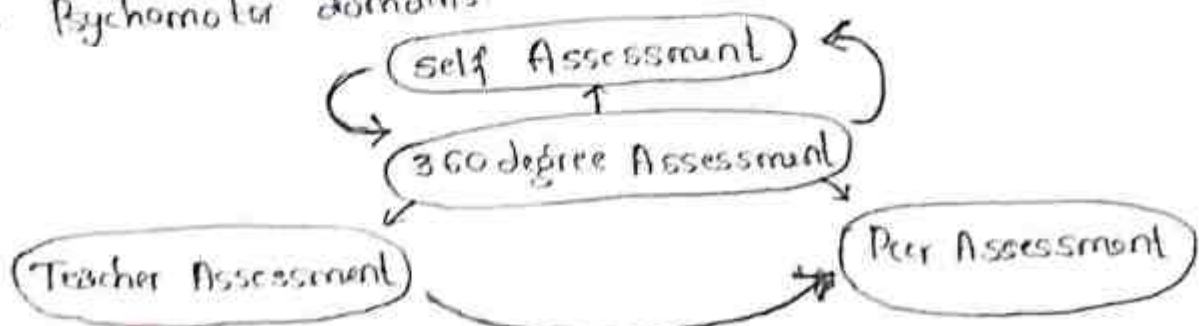 Psychomotor domains
self Assessment
360 degree Assessment
Teacher Assessment
Peer Assessment